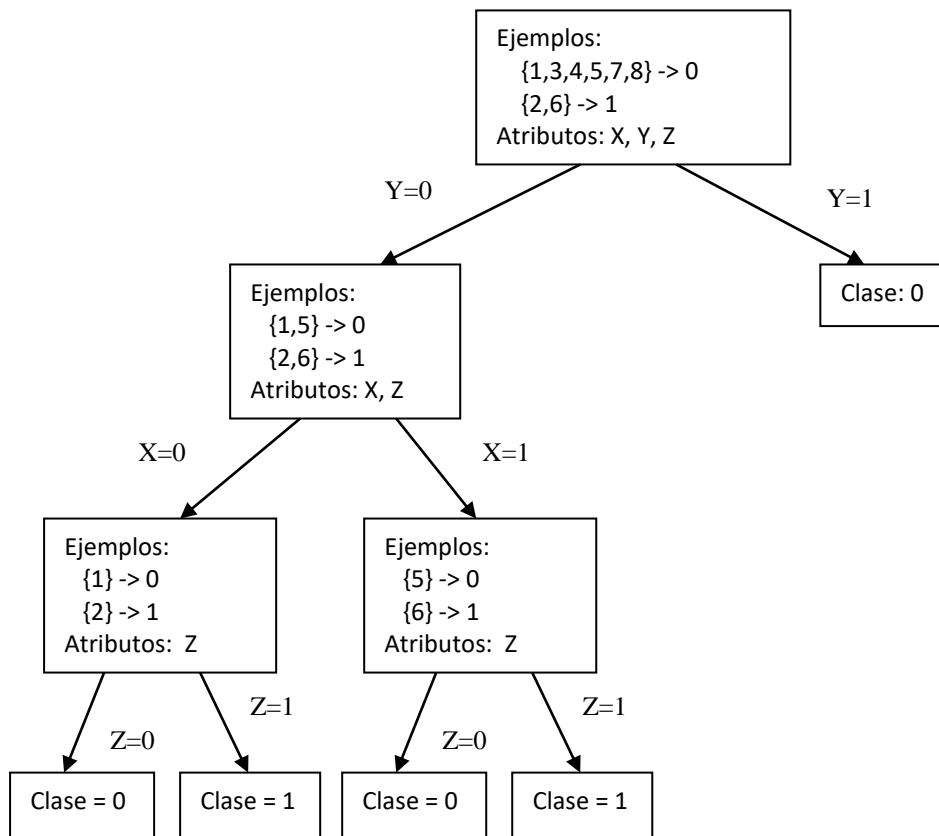 Ejemplos:
{1,3,4,5,7,8} -> 0
{2,6} -> 1
Atributos: X, Y, Z
Y=0
Y=1
Ejemplos:
{1,5} -> 0
{2,6} -> 1
Atributos: X, Z
Clase: 0
X=0
X=1
Ejemplos:
{1} -> 0
{2} -> 1
Atributos: Z
Ejemplos:
{5} -> 0
{6} -> 1
Atributos: Z
Z=0
Z=1
Z=0
Z=1
Clase = 0
Clase = 1
Clase = 0
Clase = 1